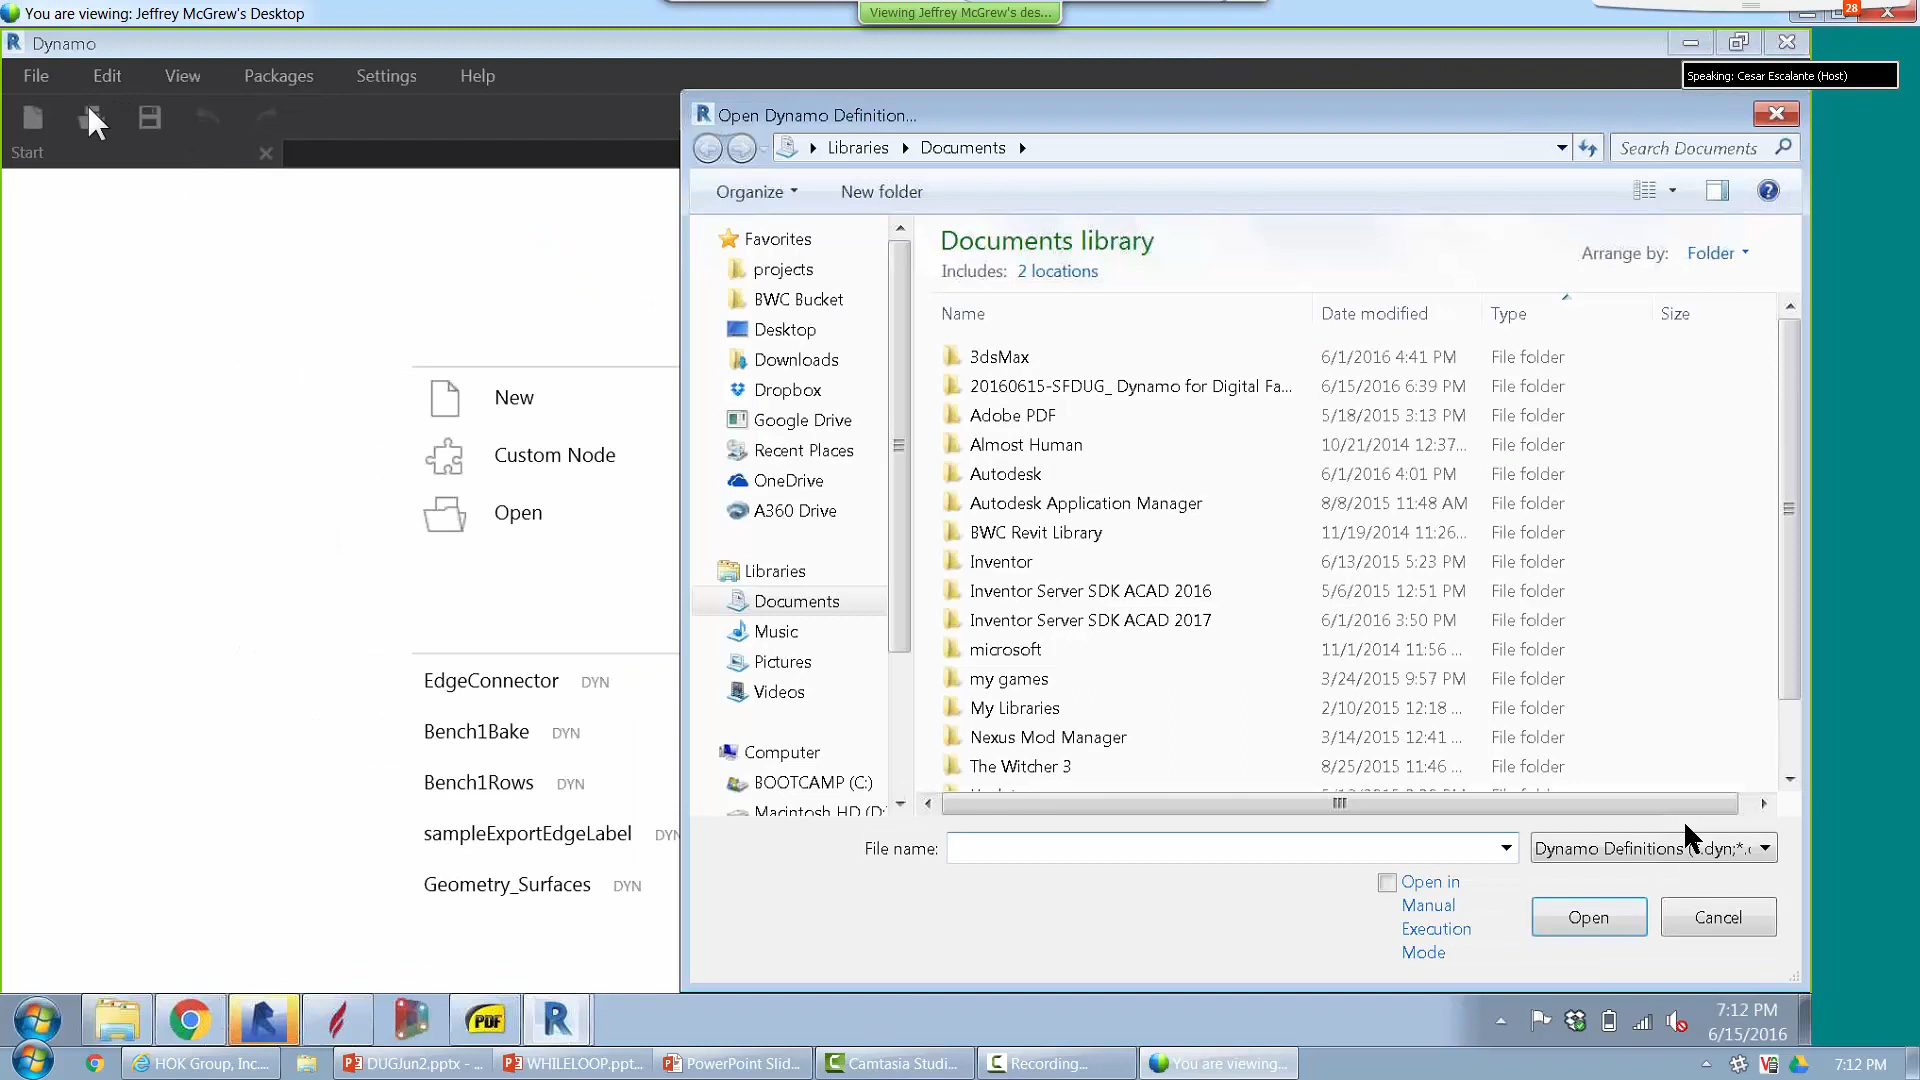 You are viewing: Jeffrey McGrew's Desktop
Viewing Jeffrey McGrew's des...
28
Dynamo
File Edit View Packages Settings Help
Speaking: Cesar Escalante (Host)
Start
New
Custom Node
Open
EdgeConnector DYN
Bench1Bake DYN
Bench1Rows DYN
sampleExportEdgeLabel DYN
Geometry_Surfaces DYN
Open Dynamo Definition...
Libraries Documents
Search Documents
Organize New folder
Favorites
projects
BWC Bucket
Desktop
Downloads
Dropbox
Google Drive
Recent Places
OneDrive
A360 Drive
Libraries
Documents
Music
Pictures
Videos
Computer
BOOTCAMP (C:)
Macintosh HD (D:
Documents library
Includes: 2 locations
Arrange by: Folder
Name Date modified Type Size
3dsMax 6/1/2016 4:41 PM File folder
20160615-SFDUG_ Dynamo for Digital Fa... 6/15/2016 6:39 PM File folder
Adobe PDF 5/18/2015 3:13 PM File folder
Almost Human 10/21/2014 12:37... File folder
Autodesk 6/1/2016 4:01 PM File folder
Autodesk Application Manager 8/8/2015 11:48 AM File folder
BWC Revit Library 11/19/2014 11:26... File folder
Inventor 6/13/2015 5:23 PM File folder
Inventor Server SDK ACAD 2016 5/6/2015 12:51 PM File folder
Inventor Server SDK ACAD 2017 6/1/2016 3:50 PM File folder
microsoft 11/1/2014 11:56 ... File folder
my games 3/24/2015 9:57 PM File folder
My Libraries 2/10/2015 12:18 ... File folder
Nexus Mod Manager 3/14/2015 12:41 ... File folder
The Witcher 3 8/25/2015 11:46 ... File folder
File name:
Dynamo Definitions
Open in
Manual
Execution
Mode
Open
Cancel
PDF
7:12 PM
6/15/2016
HOK Group, Inc....
DUGJun2.pptx - ...
WHILELOOP.ppt...
PowerPoint Slid...
Camtasia Studi...
Recording...
You are viewing...
7:12 PM